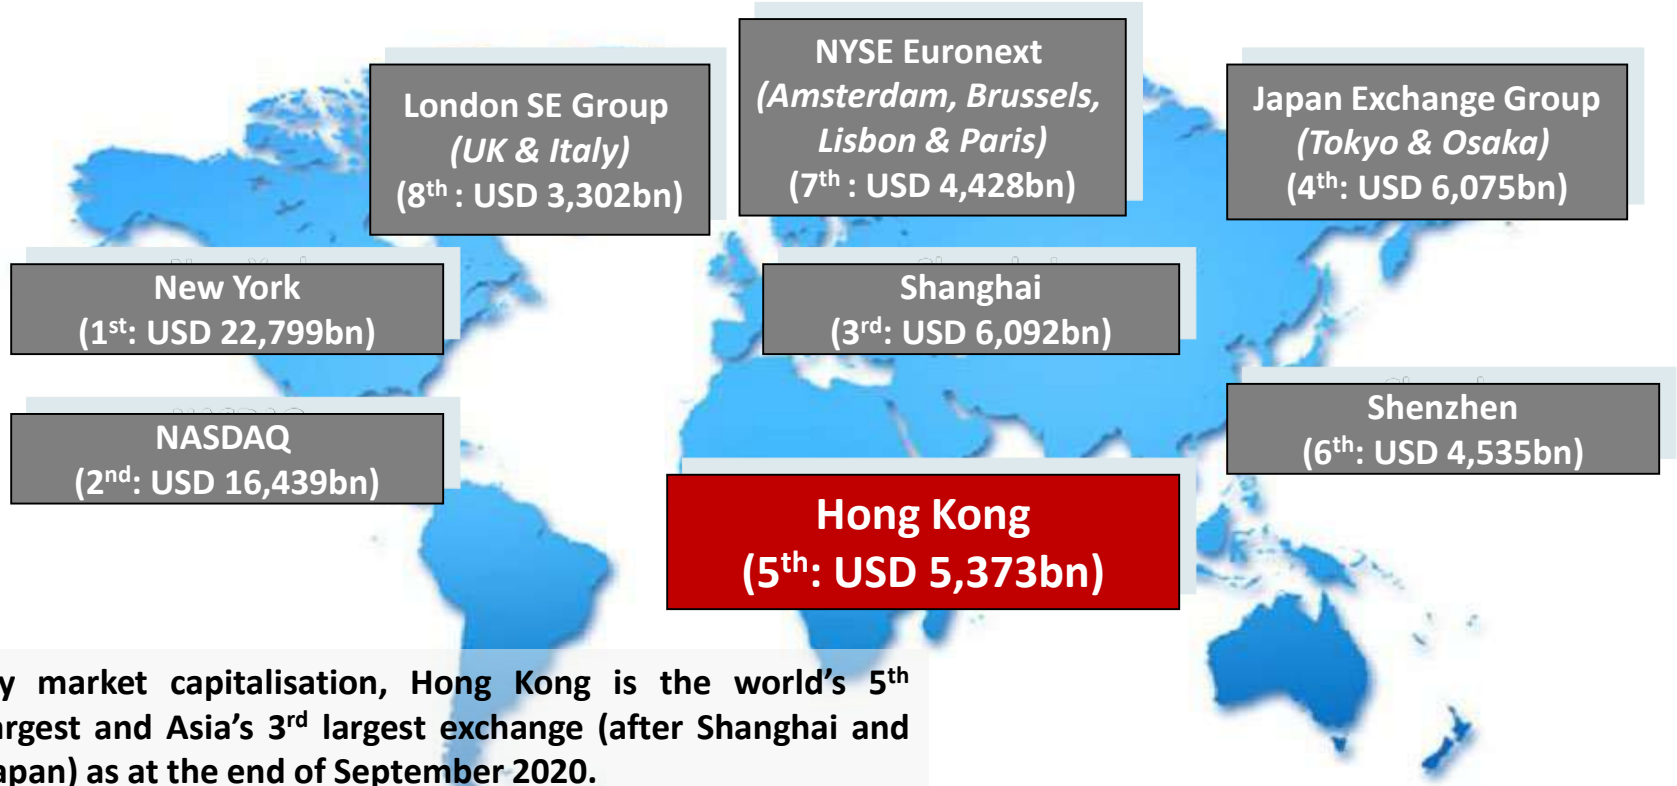 NYSE Euronext
(Amsterdam, Brussels,
Lisbon & Paris)
(7th : USD 4,428bn)
London SE Group
(UK & Italy)
(8th : USD 3,302bn)
Japan Exchange Group
(Tokyo & Osaka)
(4th: USD 6,075bn)
New York
(1st: USD 22,799bn)
Shanghai
(3rd: USD 6,092bn)
NASDAQ
(2nd: USD 16,439bn)
Shenzhen
(6th: USD 4,535bn)
Hong Kong
(5th: USD 5,373bn)
y market capitalisation, Hong Kong is the world's 5th
argest and Asia's 3rd largest exchange (after Shanghai and
apan) as at the end of September 2020.